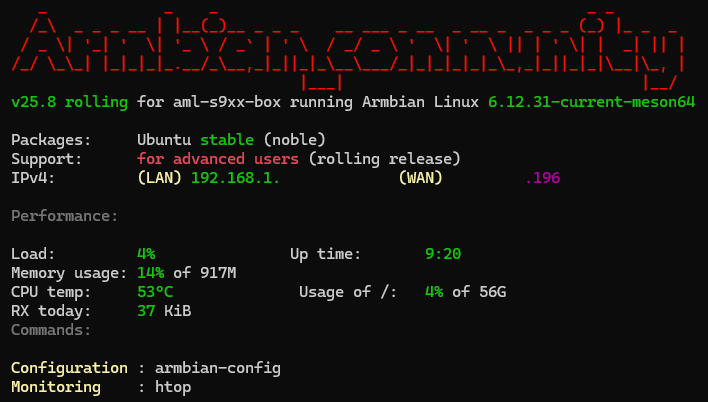 Armbian_community
v25.8 rolling for aml-s9xx-box running Armbian Linux 6.12.31-current-meson64
Packages: Ubuntu stable (noble)
Support: for advanced users (rolling release)
IPv4: (LAN) 192.168.1. (WAN) .196
Performance:
Load: 4% Up time: 9:20
Memory usage: 14% of 917M
CPU temp: 53°C Usage of /: 4% of 56G
RX today: 37 KiB
Commands:
Configuration : armbian-config
Monitoring : htop